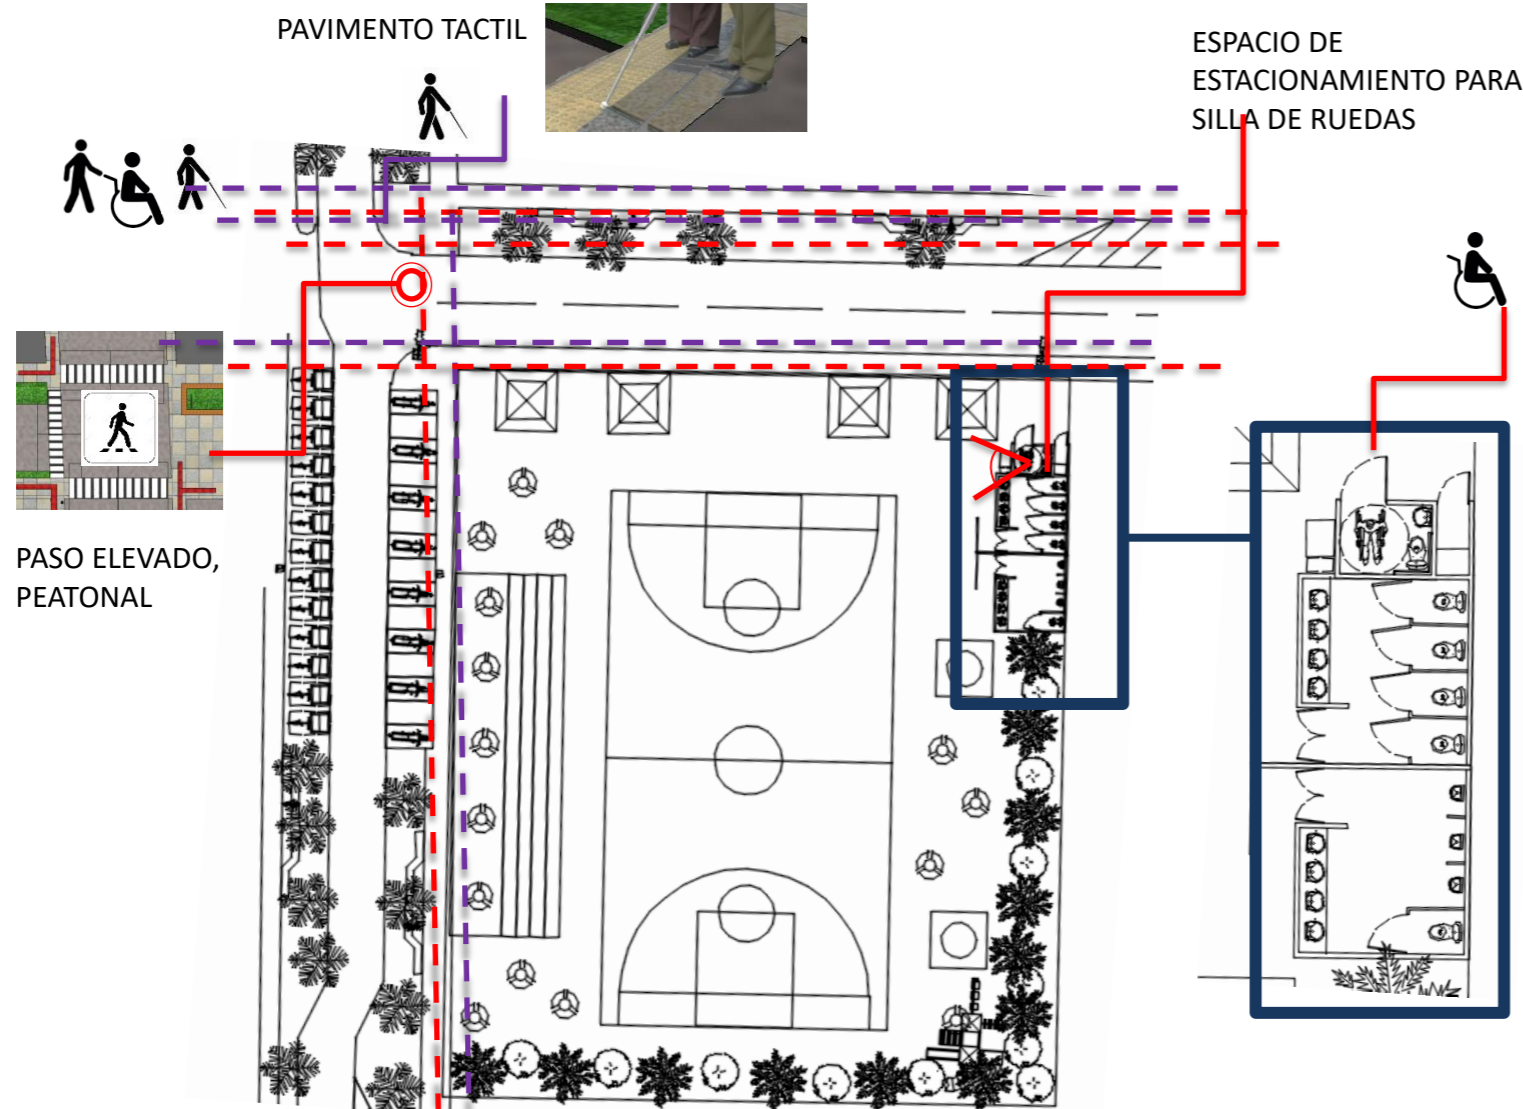 PAVIMENTO TACTIL
ESPACIO DE
ESTACIONAMIENTO PARA
SILLA DE RUEDAS
PASO ELEVADO,
PEATONAL